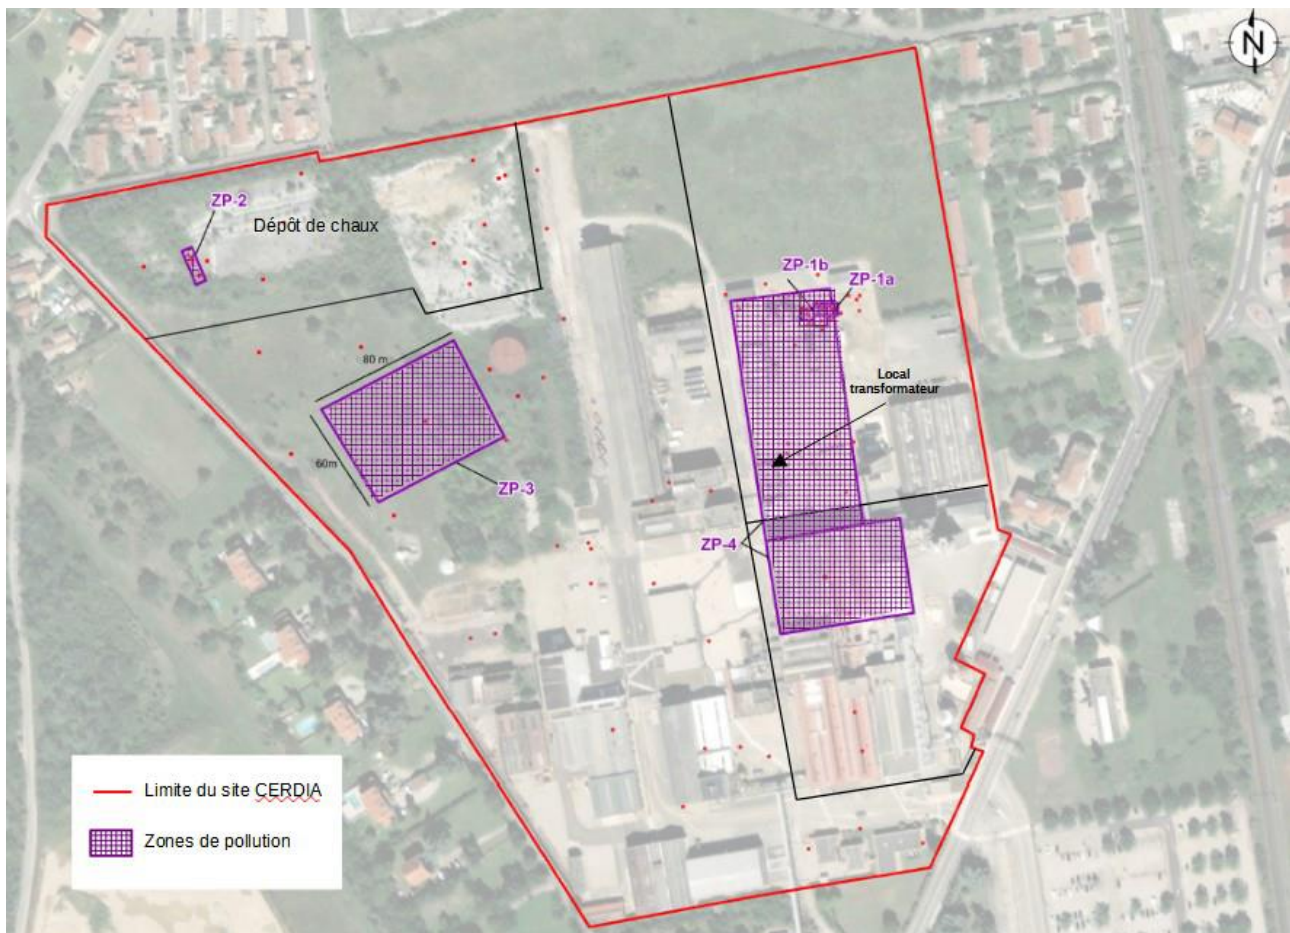 N
ZP-2
Dépôt de chaux
ZP-1b
ZP-1a
80 m
Local
transformateur
60m
ZP-3
ZP-4
Limite du site CERDIA
Zones de pollution